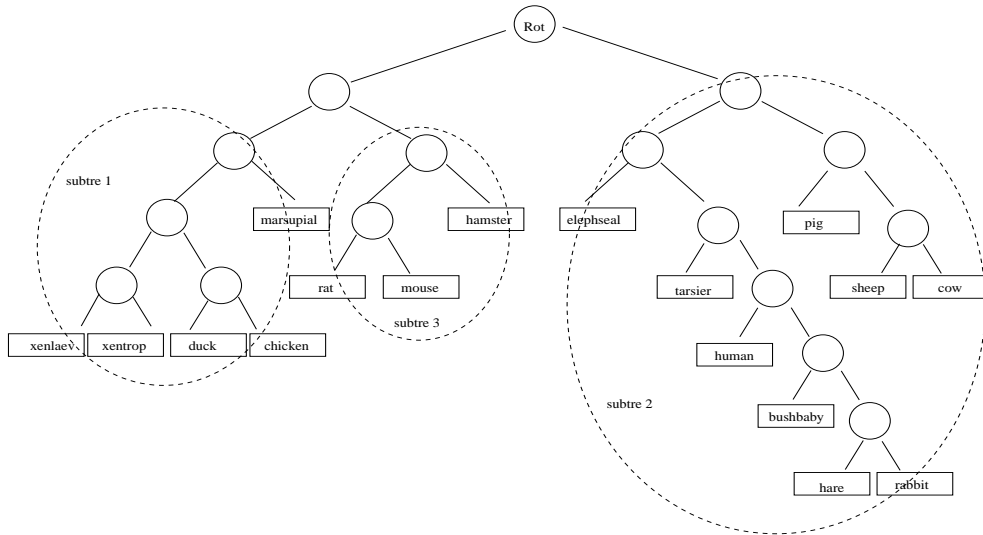 Rot
subtre 1
marsupial
hamster
elephseal
pig
rat
mouse
tarsier
sheep
cow
subtre 3
xenlaev
xentrop
duck
chicken
human
subtre 2
bushbaby
hare
rabbit